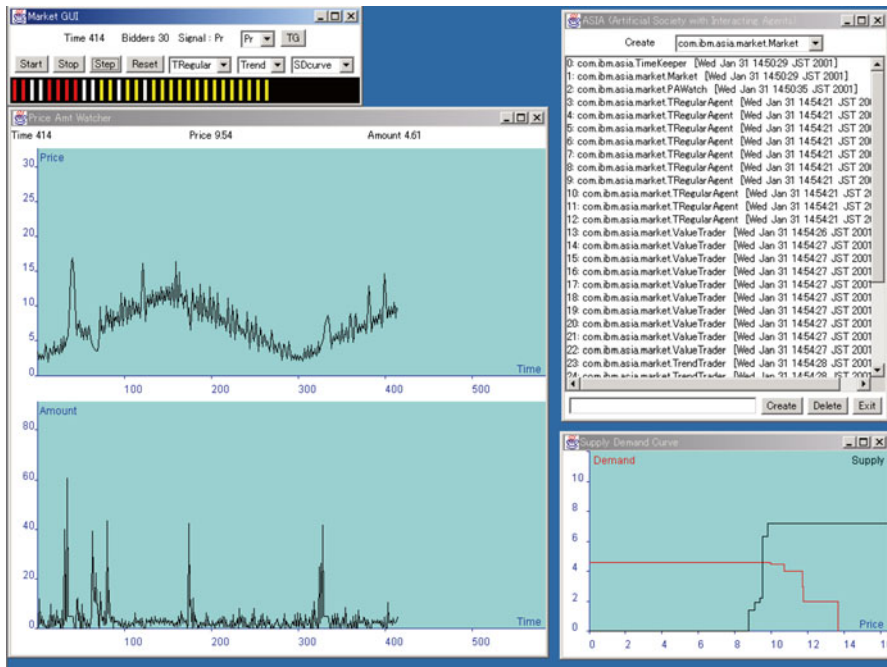 Market GUI
Time 414 Bidders 30 Signal : Pr Pr TG
Start Stop Step Reset TRegular Trend SDcurve
Price Amt Watcher
Time 414 Price 9.54 Amount 4.61
Price
30
25
20
15
10
5
0
100 200 300 400 500
Time
Amount
80
60
40
20
0
100 200 300 400 500
Time
ASIA (Artificial Society with Interacting Agents)
Create com.ibm.asia.market.Market
0: com.ibm.asia.TimeKeeper [Wed Jan 31 14:50:29 JST 2001]
1: com.ibm.asia.market.Market [Wed Jan 31 14:50:29 JST 2001]
2: com.ibm.asia.market.PAWatch [Wed Jan 31 14:50:35 JST 2001]
3: com.ibm.asia.market.TRegularAgent [Wed Jan 31 14:54:21 JST 20
4: com.ibm.asia.market.TRegularAgent [Wed Jan 31 14:54:21 JST 20
5: com.ibm.asia.market.TRegularAgent [Wed Jan 31 14:54:21 JST 20
6: com.ibm.asia.market.TRegularAgent [Wed Jan 31 14:54:21 JST 20
7: com.ibm.asia.market.TRegularAgent [Wed Jan 31 14:54:21 JST 20
8: com.ibm.asia.market.TRegularAgent [Wed Jan 31 14:54:21 JST 20
9: com.ibm.asia.market.TRegularAgent [Wed Jan 31 14:54:21 JST 20
10: com.ibm.asia.market.TRegularAgent [Wed Jan 31 14:54:21 JST 2
11: com.ibm.asia.market.TRegularAgent [Wed Jan 31 14:54:21 JST 2
12: com.ibm.asia.market.TRegularAgent [Wed Jan 31 14:54:21 JST 2
13: com.ibm.asia.market.ValueTrader [Wed Jan 31 14:54:26 JST 2001
14: com.ibm.asia.market.ValueTrader [Wed Jan 31 14:54:27 JST 2001
15: com.ibm.asia.market.ValueTrader [Wed Jan 31 14:54:27 JST 2001
16: com.ibm.asia.market.ValueTrader [Wed Jan 31 14:54:27 JST 2001
17: com.ibm.asia.market.ValueTrader [Wed Jan 31 14:54:27 JST 2001
18: com.ibm.asia.market.ValueTrader [Wed Jan 31 14:54:27 JST 2001
19: com.ibm.asia.market.ValueTrader [Wed Jan 31 14:54:27 JST 2001
20: com.ibm.asia.market.ValueTrader [Wed Jan 31 14:54:27 JST 2001
21: com.ibm.asia.market.ValueTrader [Wed Jan 31 14:54:27 JST 2001
22: com.ibm.asia.market.ValueTrader [Wed Jan 31 14:54:27 JST 2001
23: com.ibm.asia.market.TrendTrader [Wed Jan 31 14:54:28 JST 2001
24: com.ibm.asia.market.TrendTrader [Wed Jan 31 14:54:28 JST 2001
Create Delete Exit
Supply Demand Curve
Demand Supply
10
8
6
4
2
0
Price
0 2 4 6 8 10 12 14 16